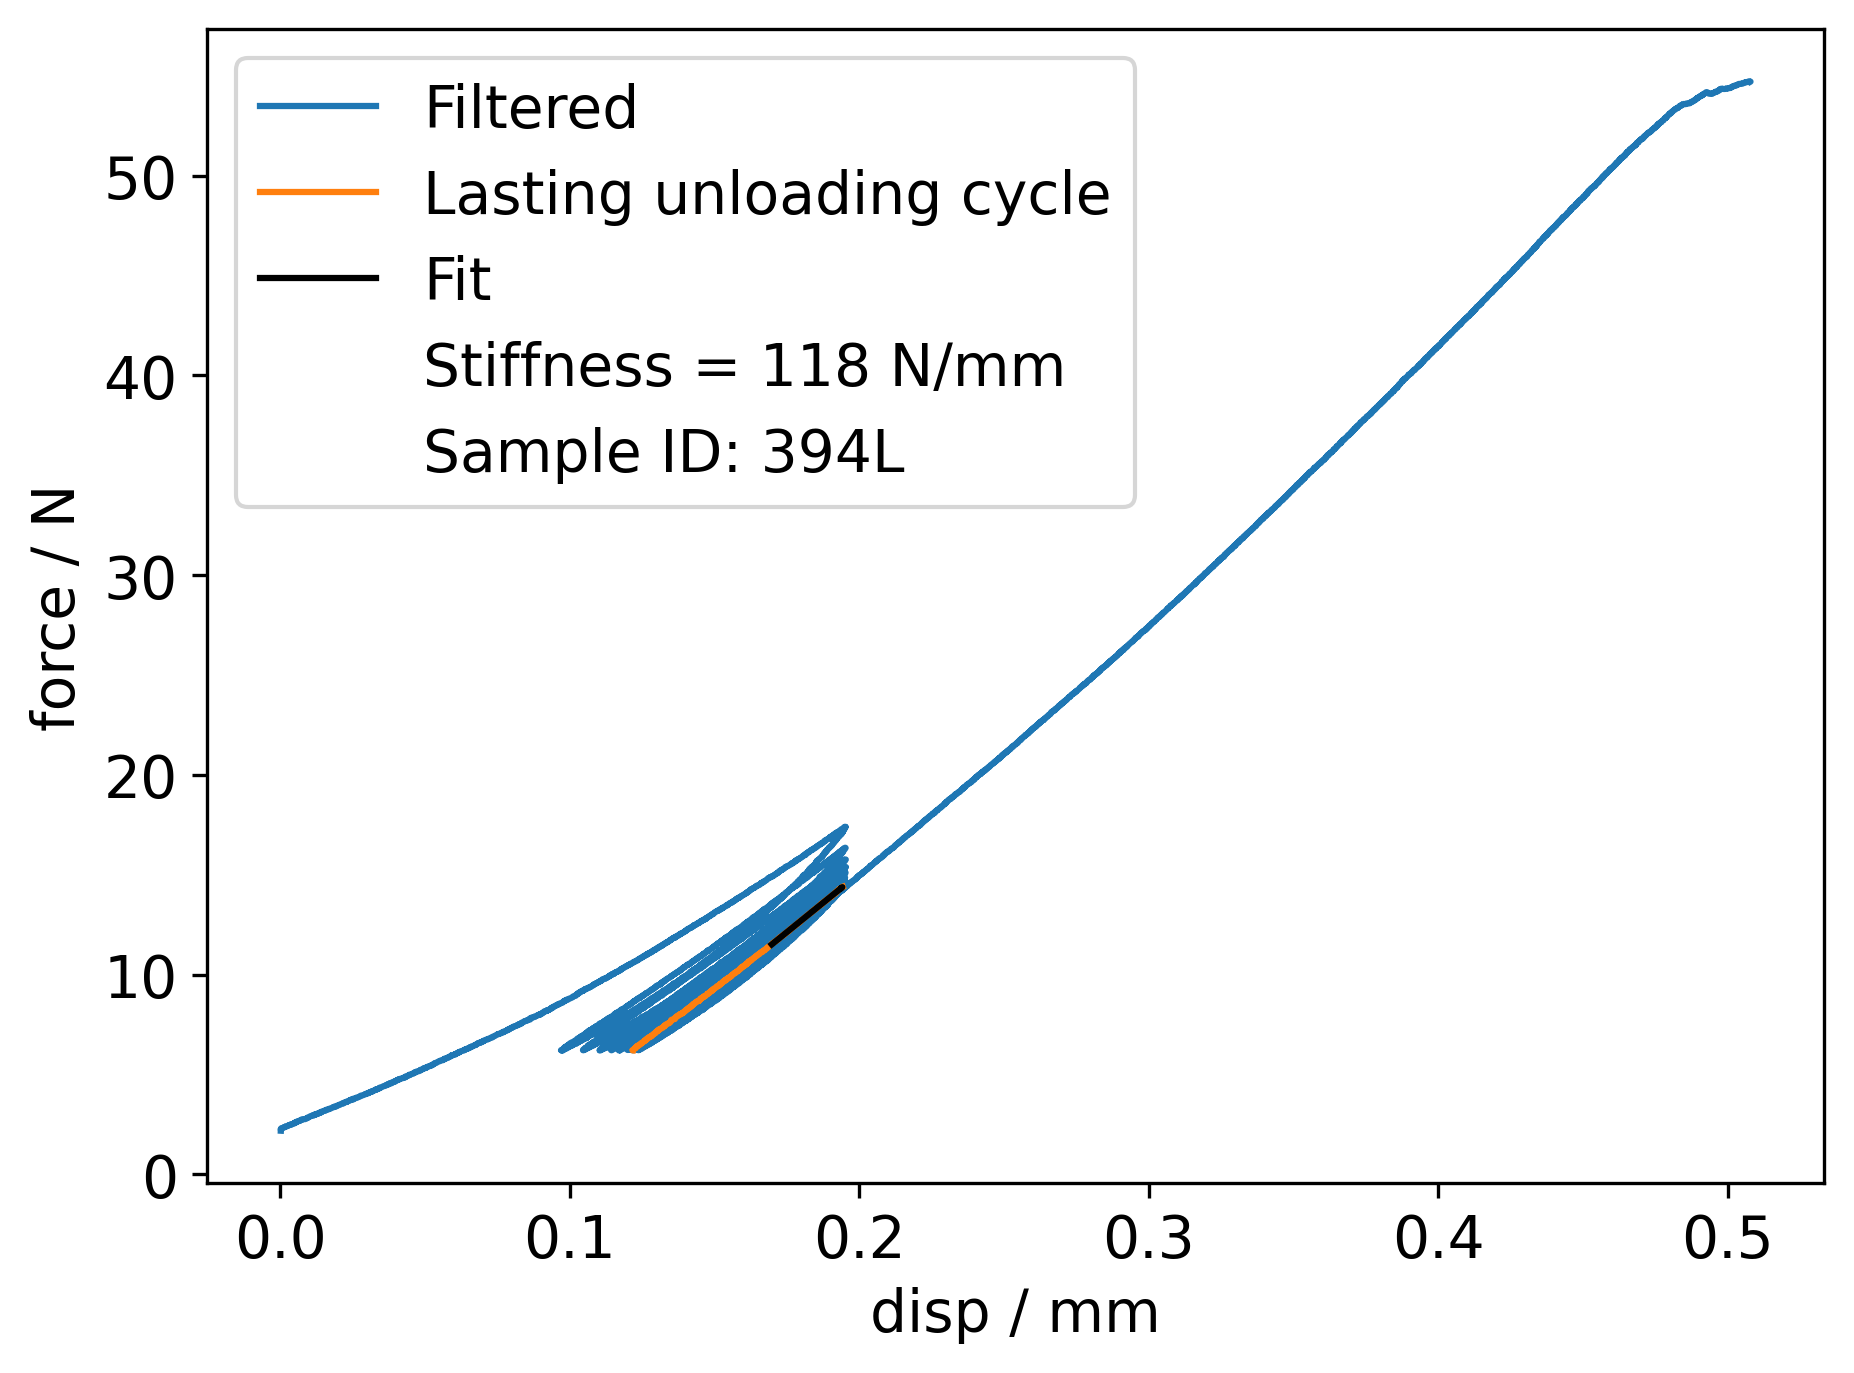 Filtered
Lasting unloading cycle
Fit
Stiffness = 118 N/mm
Sample ID: 394L
50
40
30
20
10
0
force / N
0.0 0.1 0.2 0.3 0.4 0.5
disp / mm